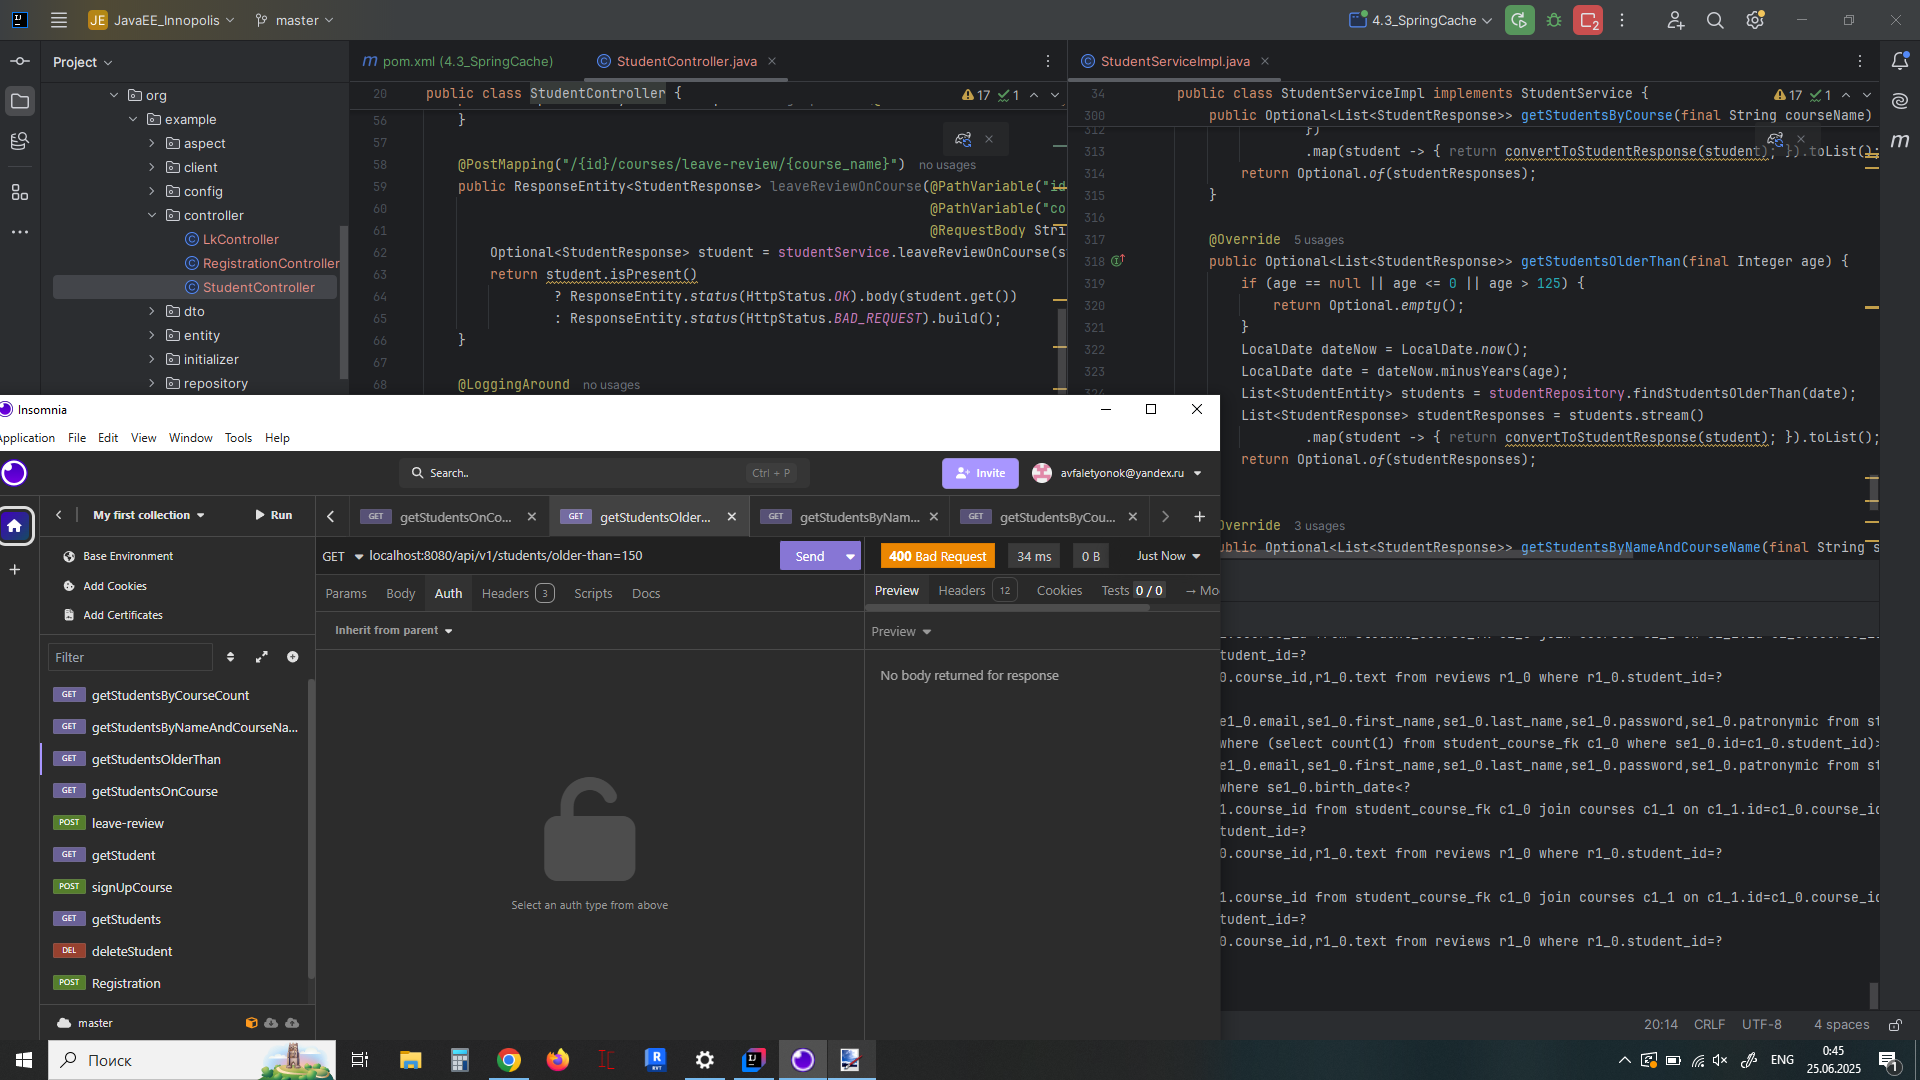 JE JavaEE_Innopolis
master
4.3_SpringCache
2
Project
pom.xml (4.3_SpringCache)
StudentController.java
StudentServiceImpl.java
org
example
aspect
client
config
controller
LkController
RegistrationController
StudentController
dto
entity
initializer
repository
20 public class StudentController {
17 1
56 }
57
58 @PostMapping("/{id}/courses/leave-review/{course_name}") no usages
59 public ResponseEntity<StudentResponse> leaveReviewOnCourse(@PathVariable("id
60 @PathVariable("co
61 @RequestBody Stri
62 Optional<StudentResponse> student = studentService.leaveReviewOnCourse(s
63 return student.isPresent()
64 ? ResponseEntity.status(HttpStatus.OK).body(student.get())
65 : ResponseEntity.status(HttpStatus.BAD_REQUEST).build();
66 }
67
68 @LoggingAround no usages
34 public class StudentServiceImpl implements StudentService {
17 1
300 public Optional<List<StudentResponse>> getStudentsByCourse(final String courseName)
312 })
313 .map(student -> { return convertToStudentResponse(student); }).toList();
314 return Optional.of(studentResponses);
315 }
316
317 @Override 5 usages
318 public Optional<List<StudentResponse>> getStudentsOlderThan(final Integer age) {
319 if (age == null || age <= 0 || age > 125) {
320 return Optional.empty();
321 }
322 LocalDate dateNow = LocalDate.now();
323 LocalDate date = dateNow.minusYears(age);
List<StudentEntity> students = studentRepository.findStudentsOlderThan(date);
List<StudentResponse> studentResponses = students.stream()
.map(student -> { return convertToStudentResponse(student); }).toList();
return Optional.of(studentResponses);
verride 3 usages
ublic Optional<List<StudentResponse>> getStudentsByNameAndCourseName(final String s
Insomnia
Application File Edit View Window Tools Help
Search..
Ctrl + P
Invite
avfaletyonok@yandex.ru
My first collection
Run
getStudentsOnCo...
getStudentsOlder...
getStudentsByNam...
getStudentsByCou...
Base Environment
Add Cookies
Add Certificates
Filter
GET getStudentsByCourseCount
GET getStudentsByNameAndCourseNa...
GET getStudentsOlderThan
GET getStudentsOnCourse
POST leave-review
GET getStudent
POST signUpCourse
GET getStudents
DEL deleteStudent
POST Registration
master
GET localhost:8080/api/v1/students/older-than=150
Send
400 Bad Request
34 ms
0 B
Just Now
Params Body Auth Headers 3 Scripts Docs
Preview Headers 12 Cookies Tests 0 / 0 → Mo
Inherit from parent
Preview
No body returned for response
Select an auth type from above
tudent_id=?
0.course_id,r1_0.text from reviews r1_0 where r1_0.student_id=?
se1_0.email,se1_0.first_name,se1_0.last_name,se1_0.password,se1_0.patronymic from st
where (select count(1) from student_course_fk c1_0 where se1_0.id=c1_0.student_id)>
se1_0.email,se1_0.first_name,se1_0.last_name,se1_0.password,se1_0.patronymic from st
where se1_0.birth_date<?
1.course_id from student_course_fk c1_0 join courses c1_1 on c1_1.id=c1_0.course_id
tudent_id=?
0.course_id,r1_0.text from reviews r1_0 where r1_0.student_id=?
1.course_id from student_course_fk c1_0 join courses c1_1 on c1_1.id=c1_0.course_id
tudent_id=?
0.course_id,r1_0.text from reviews r1_0 where r1_0.student_id=?
20:14 CRLF UTF-8 4 spaces
Поиск
ENG
0:45
25.06.2025
1